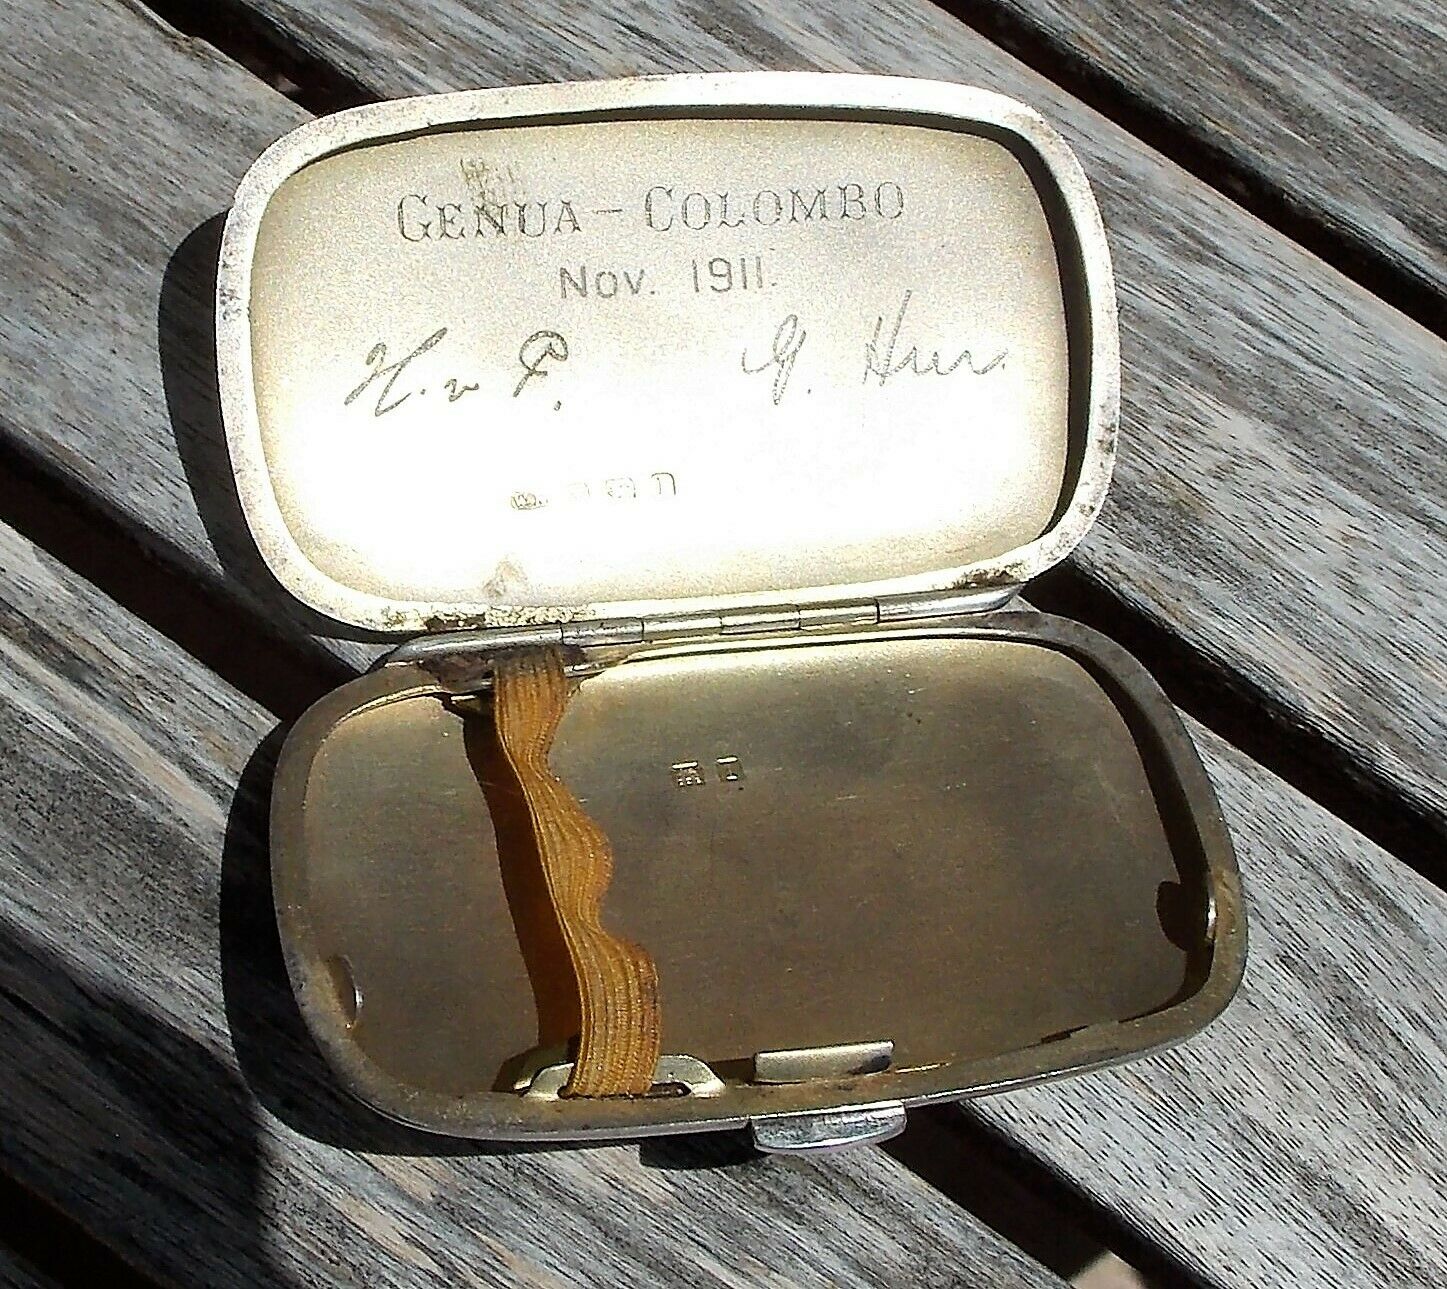 GENUA – COLOMBO
NOV. 1911.
H. v P. G.